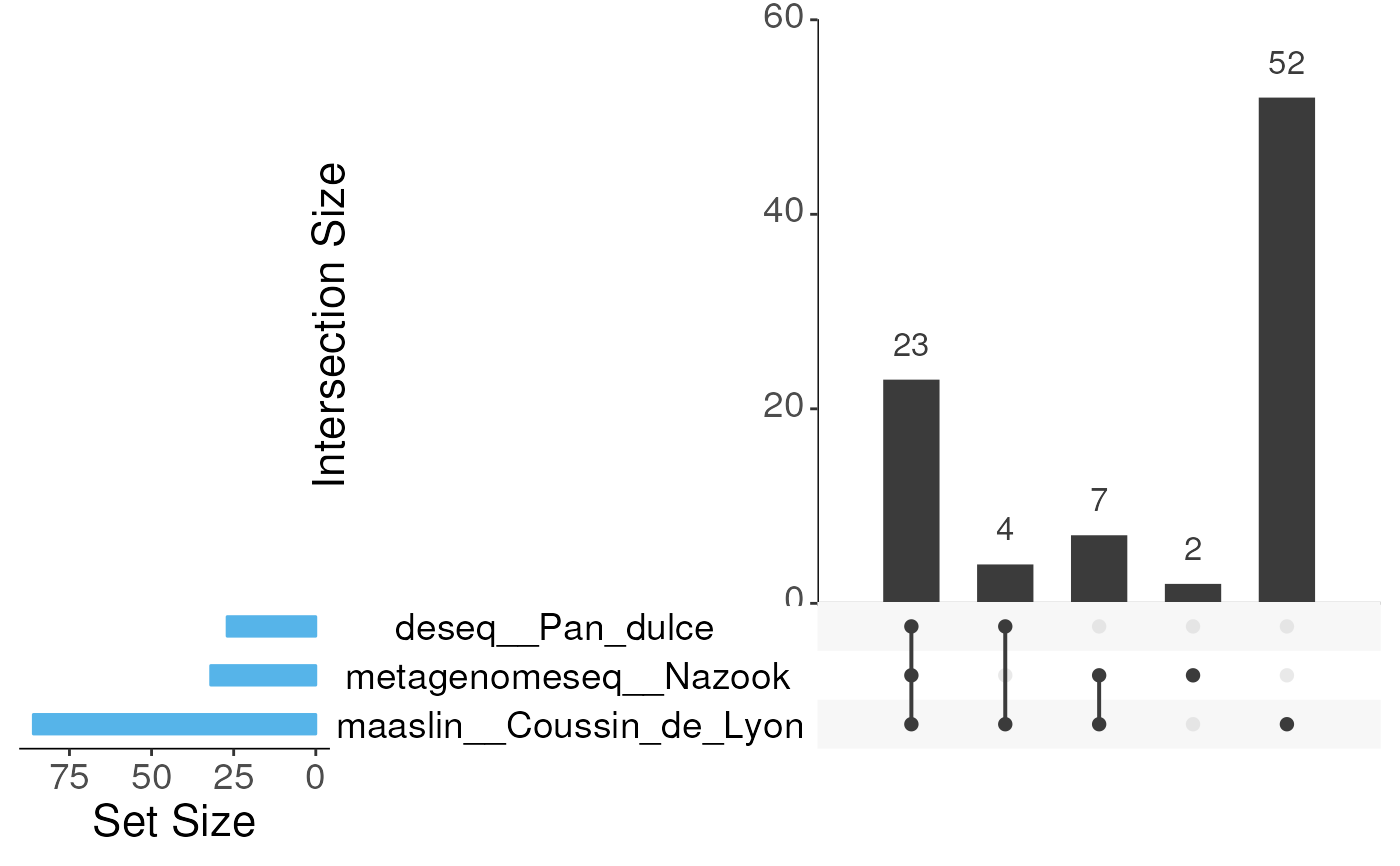 60
52
40
Intersection Size
23
20
7
4
2
0
deseq__Pan_dulce
metagenomeseq__Nazook
maaslin__Coussin_de_Lyon
75 50 25 0
Set Size